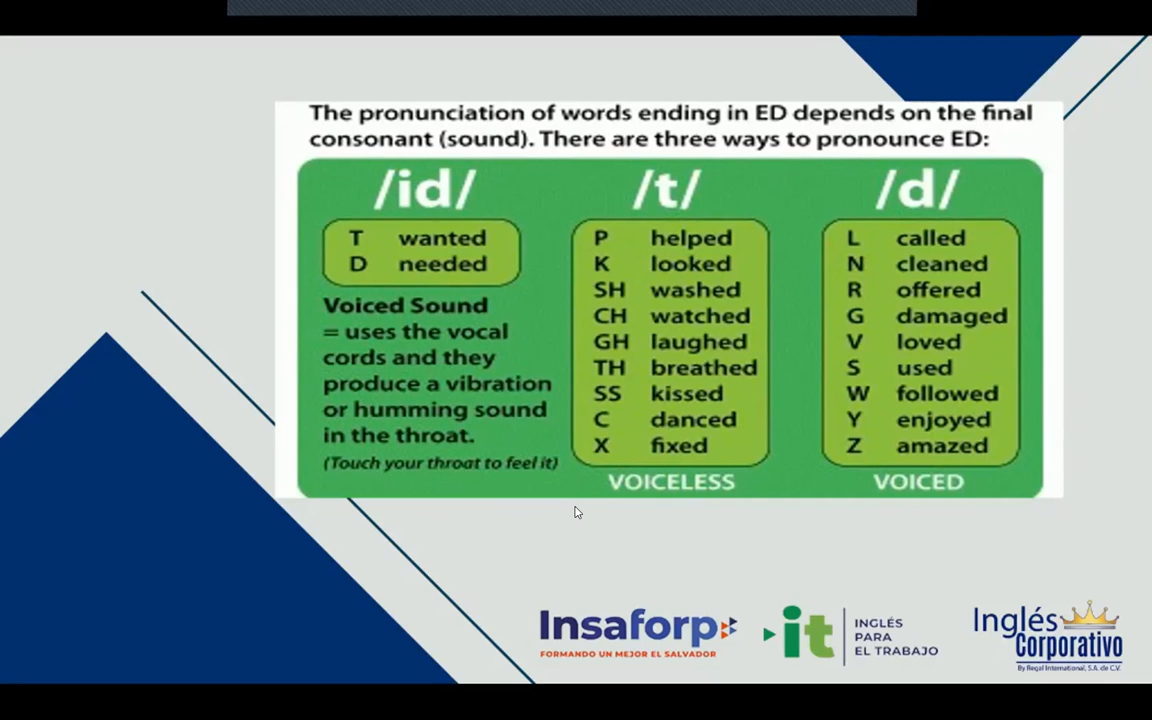 The pronunciation of words ending in ED depends on the final
consonant (sound). There are three ways to pronounce ED:
/id/
T wanted
D needed
Voiced Sound
= uses the vocal
cords and they
produce a vibration
or humming sound
in the throat.
(Touch your throat to feel it)
/t/
P helped
K looked
SH washed
CH watched
GH laughed
TH breathed
SS kissed
C danced
X fixed
VOICELESS
/d/
L called
N cleaned
R offered
G damaged
V loved
S used
W followed
Y enjoyed
Z amazed
VOICED
Insaforp
FORMANDO UN MEJOR EL SALVADOR
it
INGLÉS
PARA
EL TRABAJO
Inglés
Corporativo
By Regal International, S.A. de C.V.